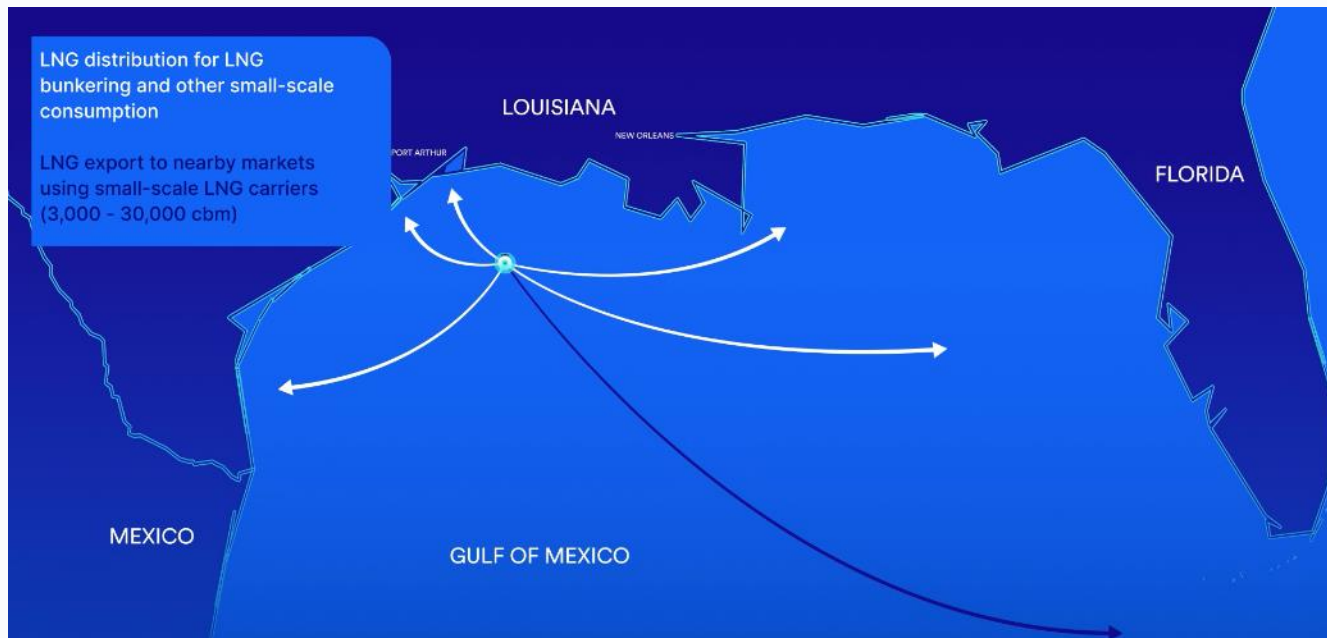 LNG distribution for LNG
bunkering and other small-scale
consumption
LNG export to nearby markets
using small-scale LNG carriers
(3,000 - 30,000 cbm)
LOUISIANA
NEW ORLEANS
PORT ARTHUR
FLORIDA
MEXICO
GULF OF MEXICO